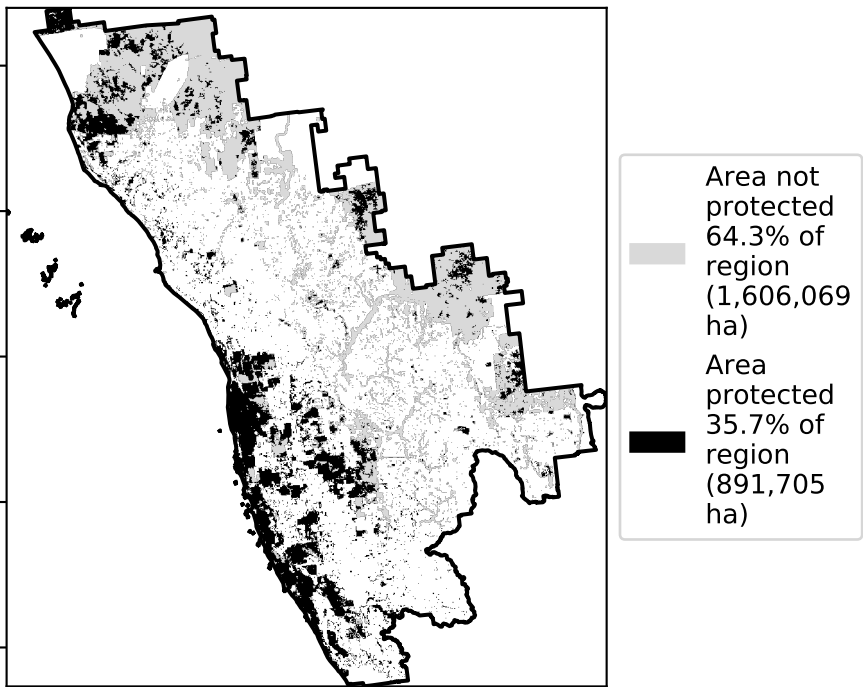 Area not
protected
64.3% of
region
(1,606,069
ha)
Area
protected
35.7% of
region
(891,705
ha)